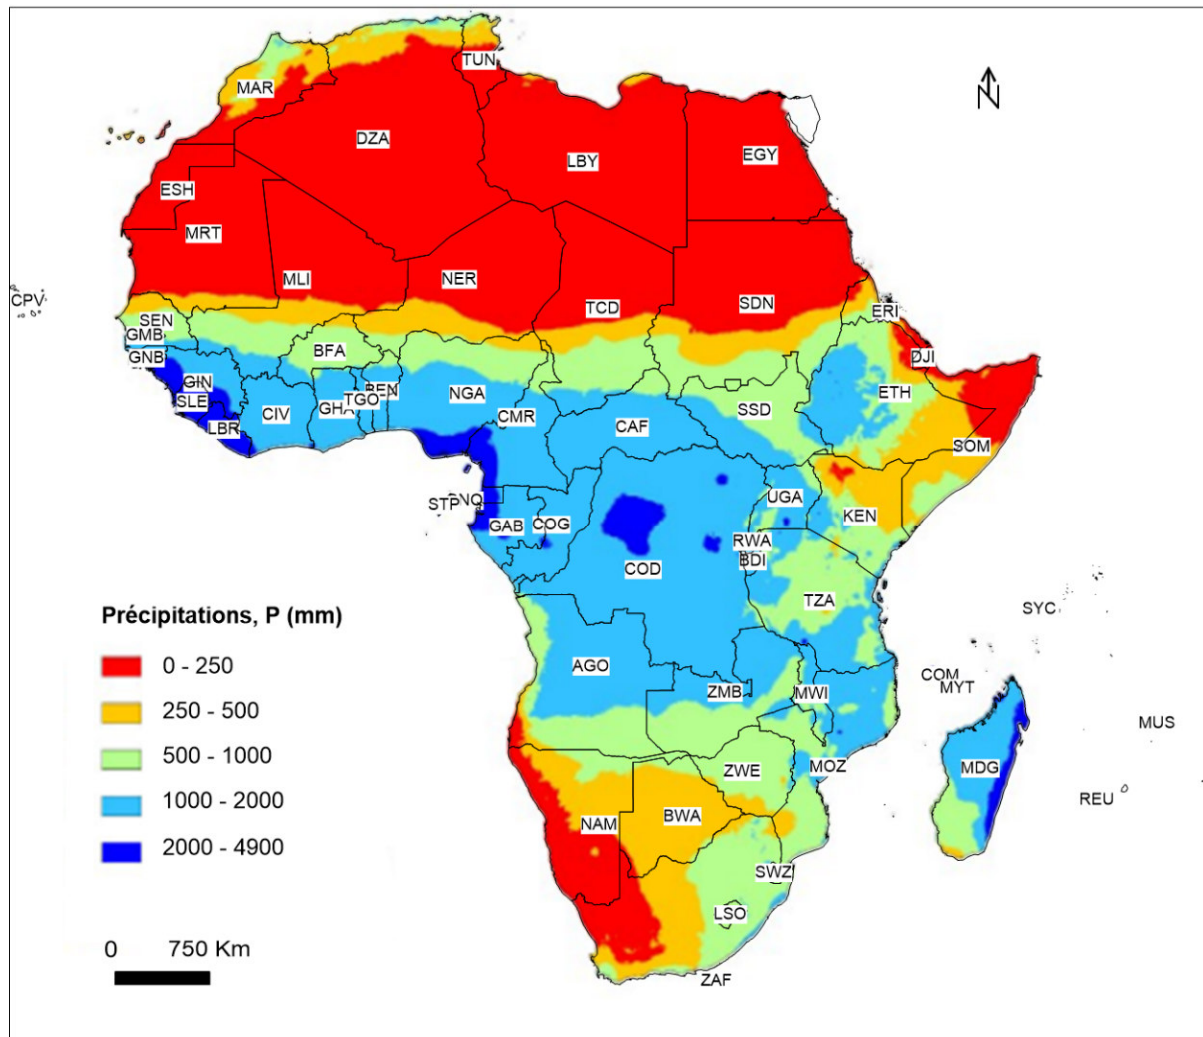 N
TUN
MAR
DZA
LBY
EGY
ESH
MRT
MLI
NER
TCD
SDN
CPV
SEN
GMB
GNB
BFA
ERI
DJI
GIN
SLE
LBR
CIV
GHA
TGO
BEN
NGA
CMR
CAF
SSD
ETH
SOM
STP
GNQ
GAB
COG
UGA
KEN
RWA
BDI
COD
TZA
SYC
AGO
ZMB
MWI
COM
MYT
MUS
MDG
REU
ZWE
MOZ
NAM
BWA
SWZ
LSO
ZAF
Précipitations, P (mm)
0 - 250
250 - 500
500 - 1000
1000 - 2000
2000 - 4900
0 750 Km